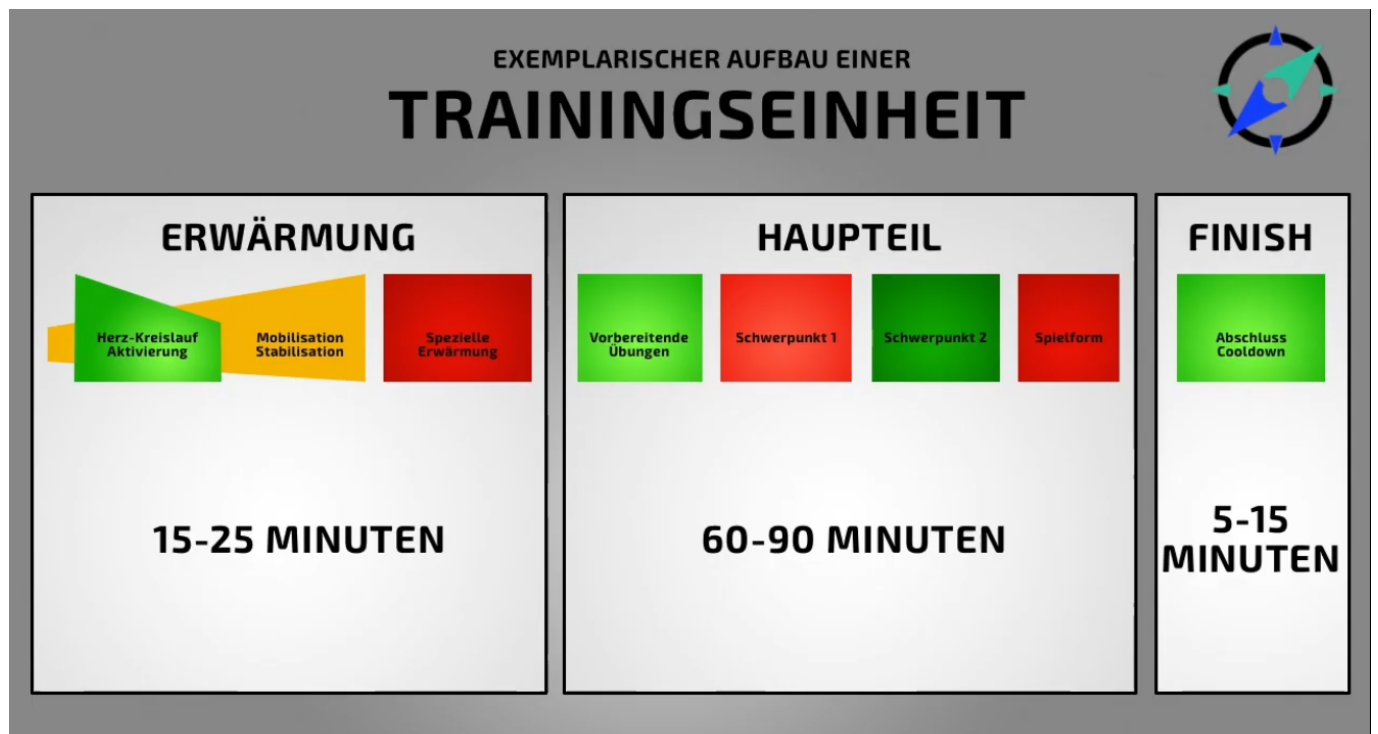 EXEMPLARISCHER AUFBAU EINER
TRAININGSEINHEIT
ERWÄRMUNG
Herz-Kreislauf
Aktivierung
Mobilisation
Stabilisation
Spezielle
Erwärmung
15-25 MINUTEN
HAUPTEIL
Vorbereitende
Übungen
Schwerpunkt 1
Schwerpunkt 2
Spielform
60-90 MINUTEN
FINISH
Abschluss
Cooldown
5-15
MINUTEN